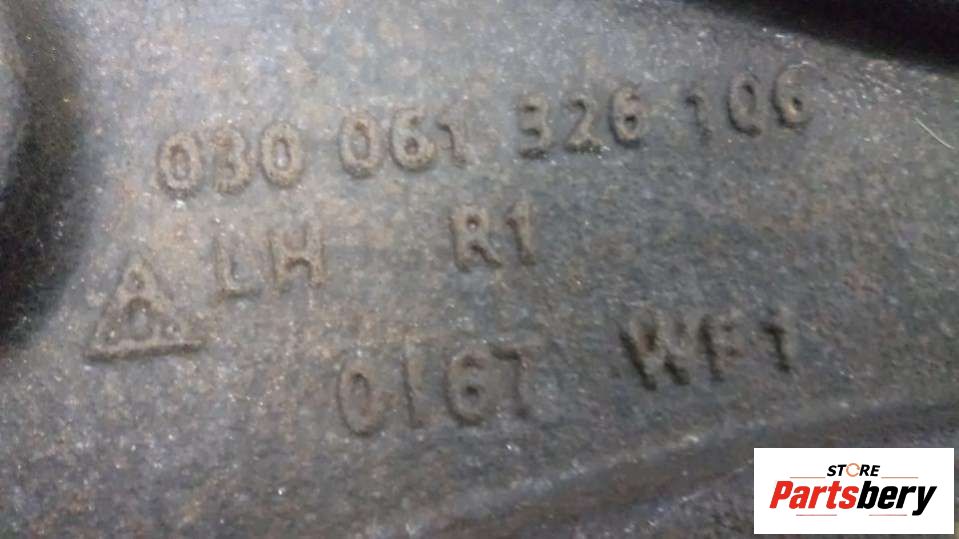 030 061 326 106
LH R1
A
0167 WF1
STORE
Partsbery